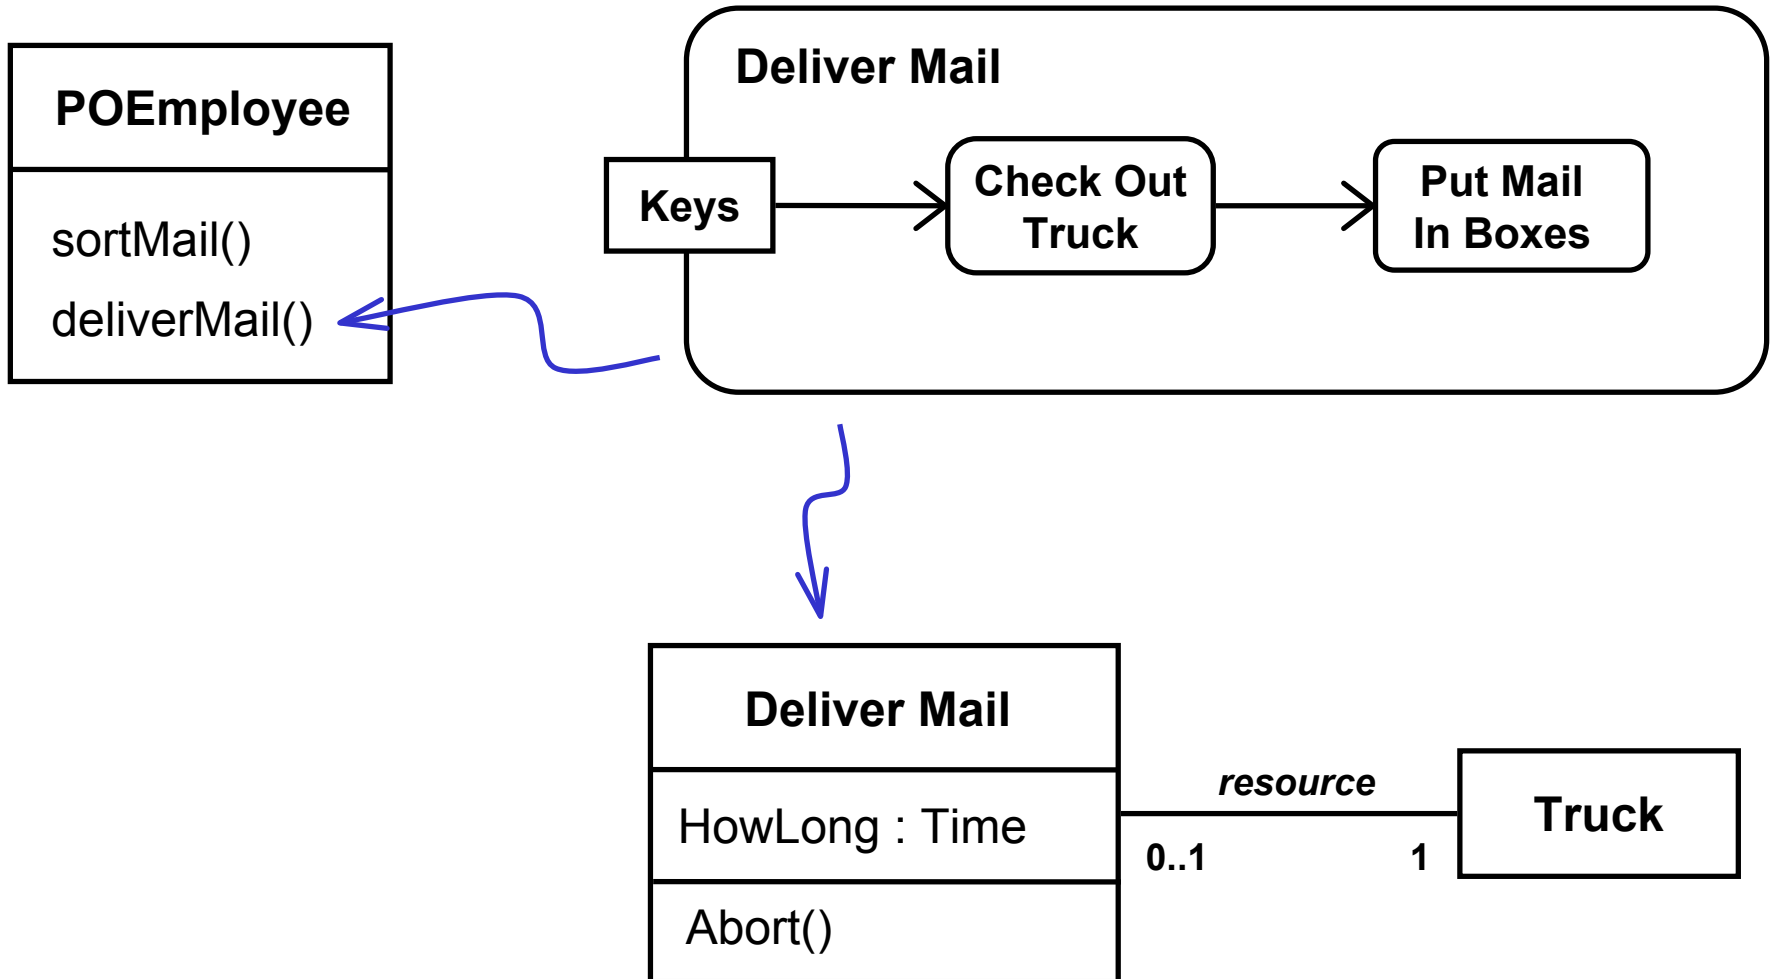 POEmployee
sortMail()
deliverMail()
Deliver Mail
Keys
Check Out
Truck
Put Mail
In Boxes
Deliver Mail
HowLong : Time
Abort()
resource
0..1
1
Truck